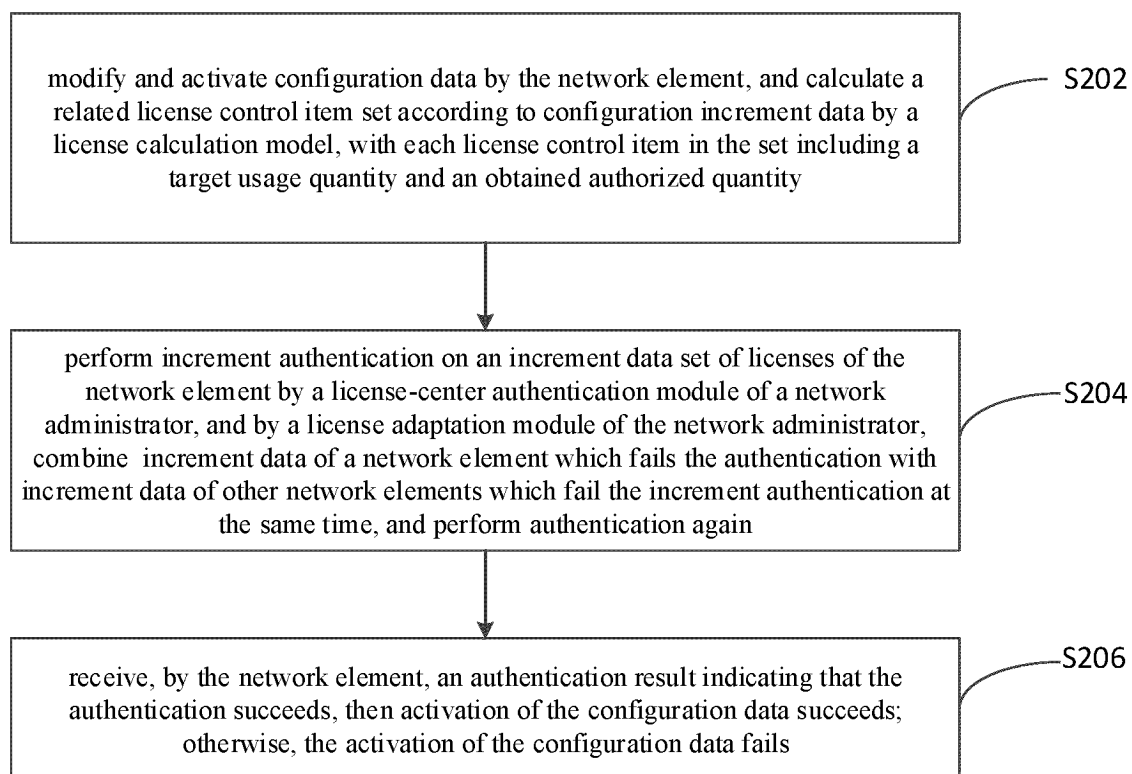 modify and activate configuration data by the network element, and calculate a
related license control item set according to configuration increment data by a
license calculation model, with each license control item in the set including a
target usage quantity and an obtained authorized quantity
S202
perform increment authentication on an increment data set of licenses of the
network element by a license-center authentication module of a network
administrator, and by a license adaptation module of the network administrator,
combine increment data of a network element which fails the authentication with
increment data of other network elements which fail the increment authentication at
the same time, and perform authentication again
S204
receive, by the network element, an authentication result indicating that the
authentication succeeds, then activation of the configuration data succeeds;
otherwise, the activation of the configuration data fails
S206